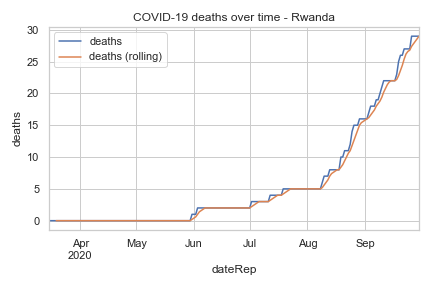 COVID-19 deaths over time - Rwanda
deaths
deaths (rolling)
30
25
20
15
10
5
0
deaths
Apr
2020
May
Jun
Jul
Aug
Sep
dateRep